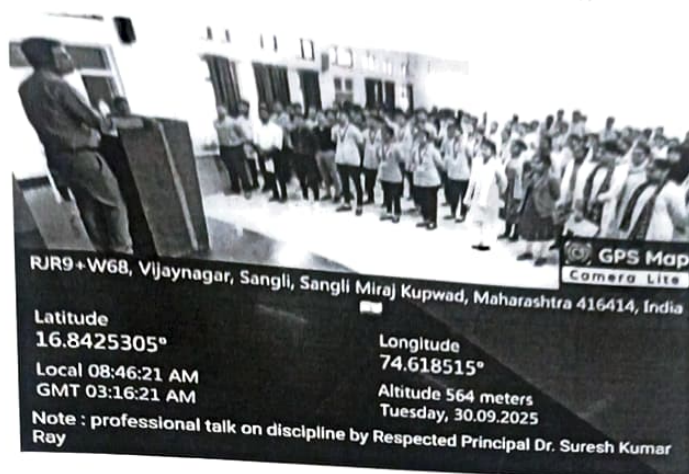 GPS Map
Camera Lite
RJR9+W68, Vijaynagar, Sangli, Sangli Miraj Kupwad, Maharashtra 416414, India
Latitude
16.8425305°
Longitude
74.618515°
Local 08:46:21 AM
GMT 03:16:21 AM
Altitude 564 meters
Tuesday, 30.09.2025
Note : professional talk on discipline by Respected Principal Dr. Suresh Kumar
Ray